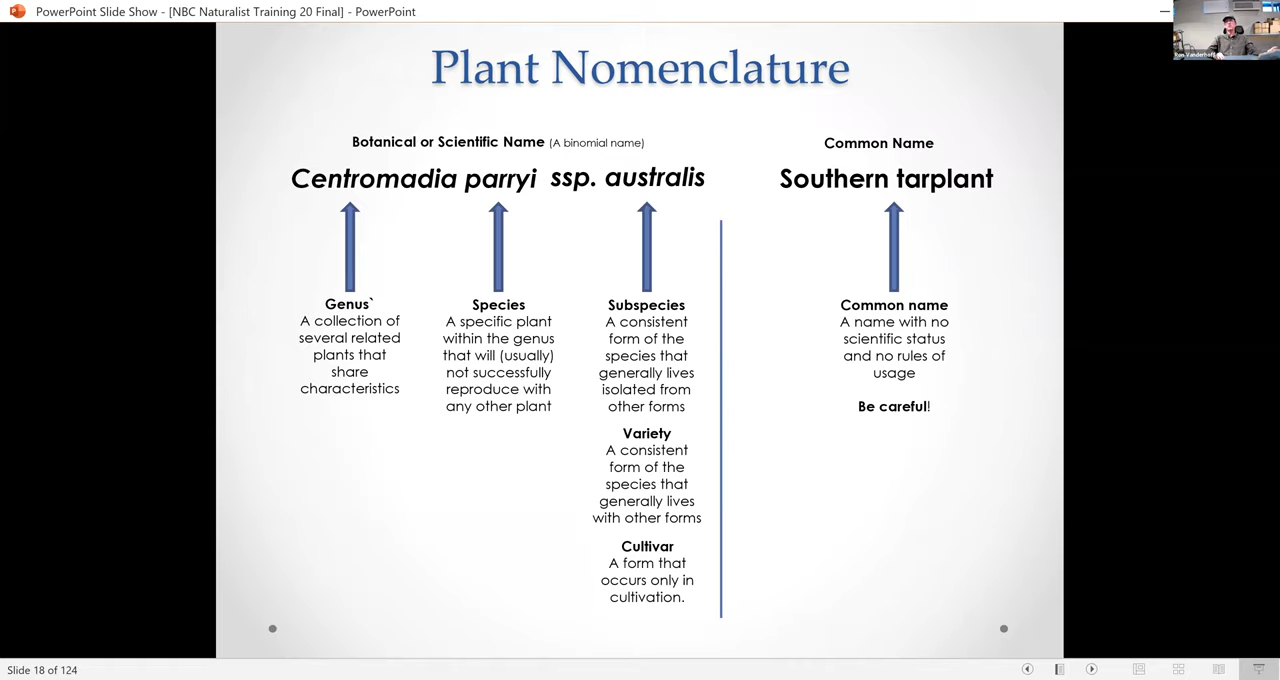 PowerPoint Slide Show - [NBC Naturalist Training 20 Final] - PowerPoint
Plant Nomenclature
Botanical or Scientific Name (A binomial name)
Centromadia parryi ssp. australis
Genus`
A collection of
several related
plants that
share
characteristics
Species
A specific plant
within the genus
that will (usually)
not successfully
reproduce with
any other plant
Subspecies
A consistent
form of the
species that
generally lives
isolated from
other forms
Variety
A consistent
form of the
species that
generally lives
with other forms
Cultivar
A form that
occurs only in
cultivation.
Common Name
Southern tarplant
Common name
A name with no
scientific status
and no rules of
usage
Be careful!
Slide 18 of 124